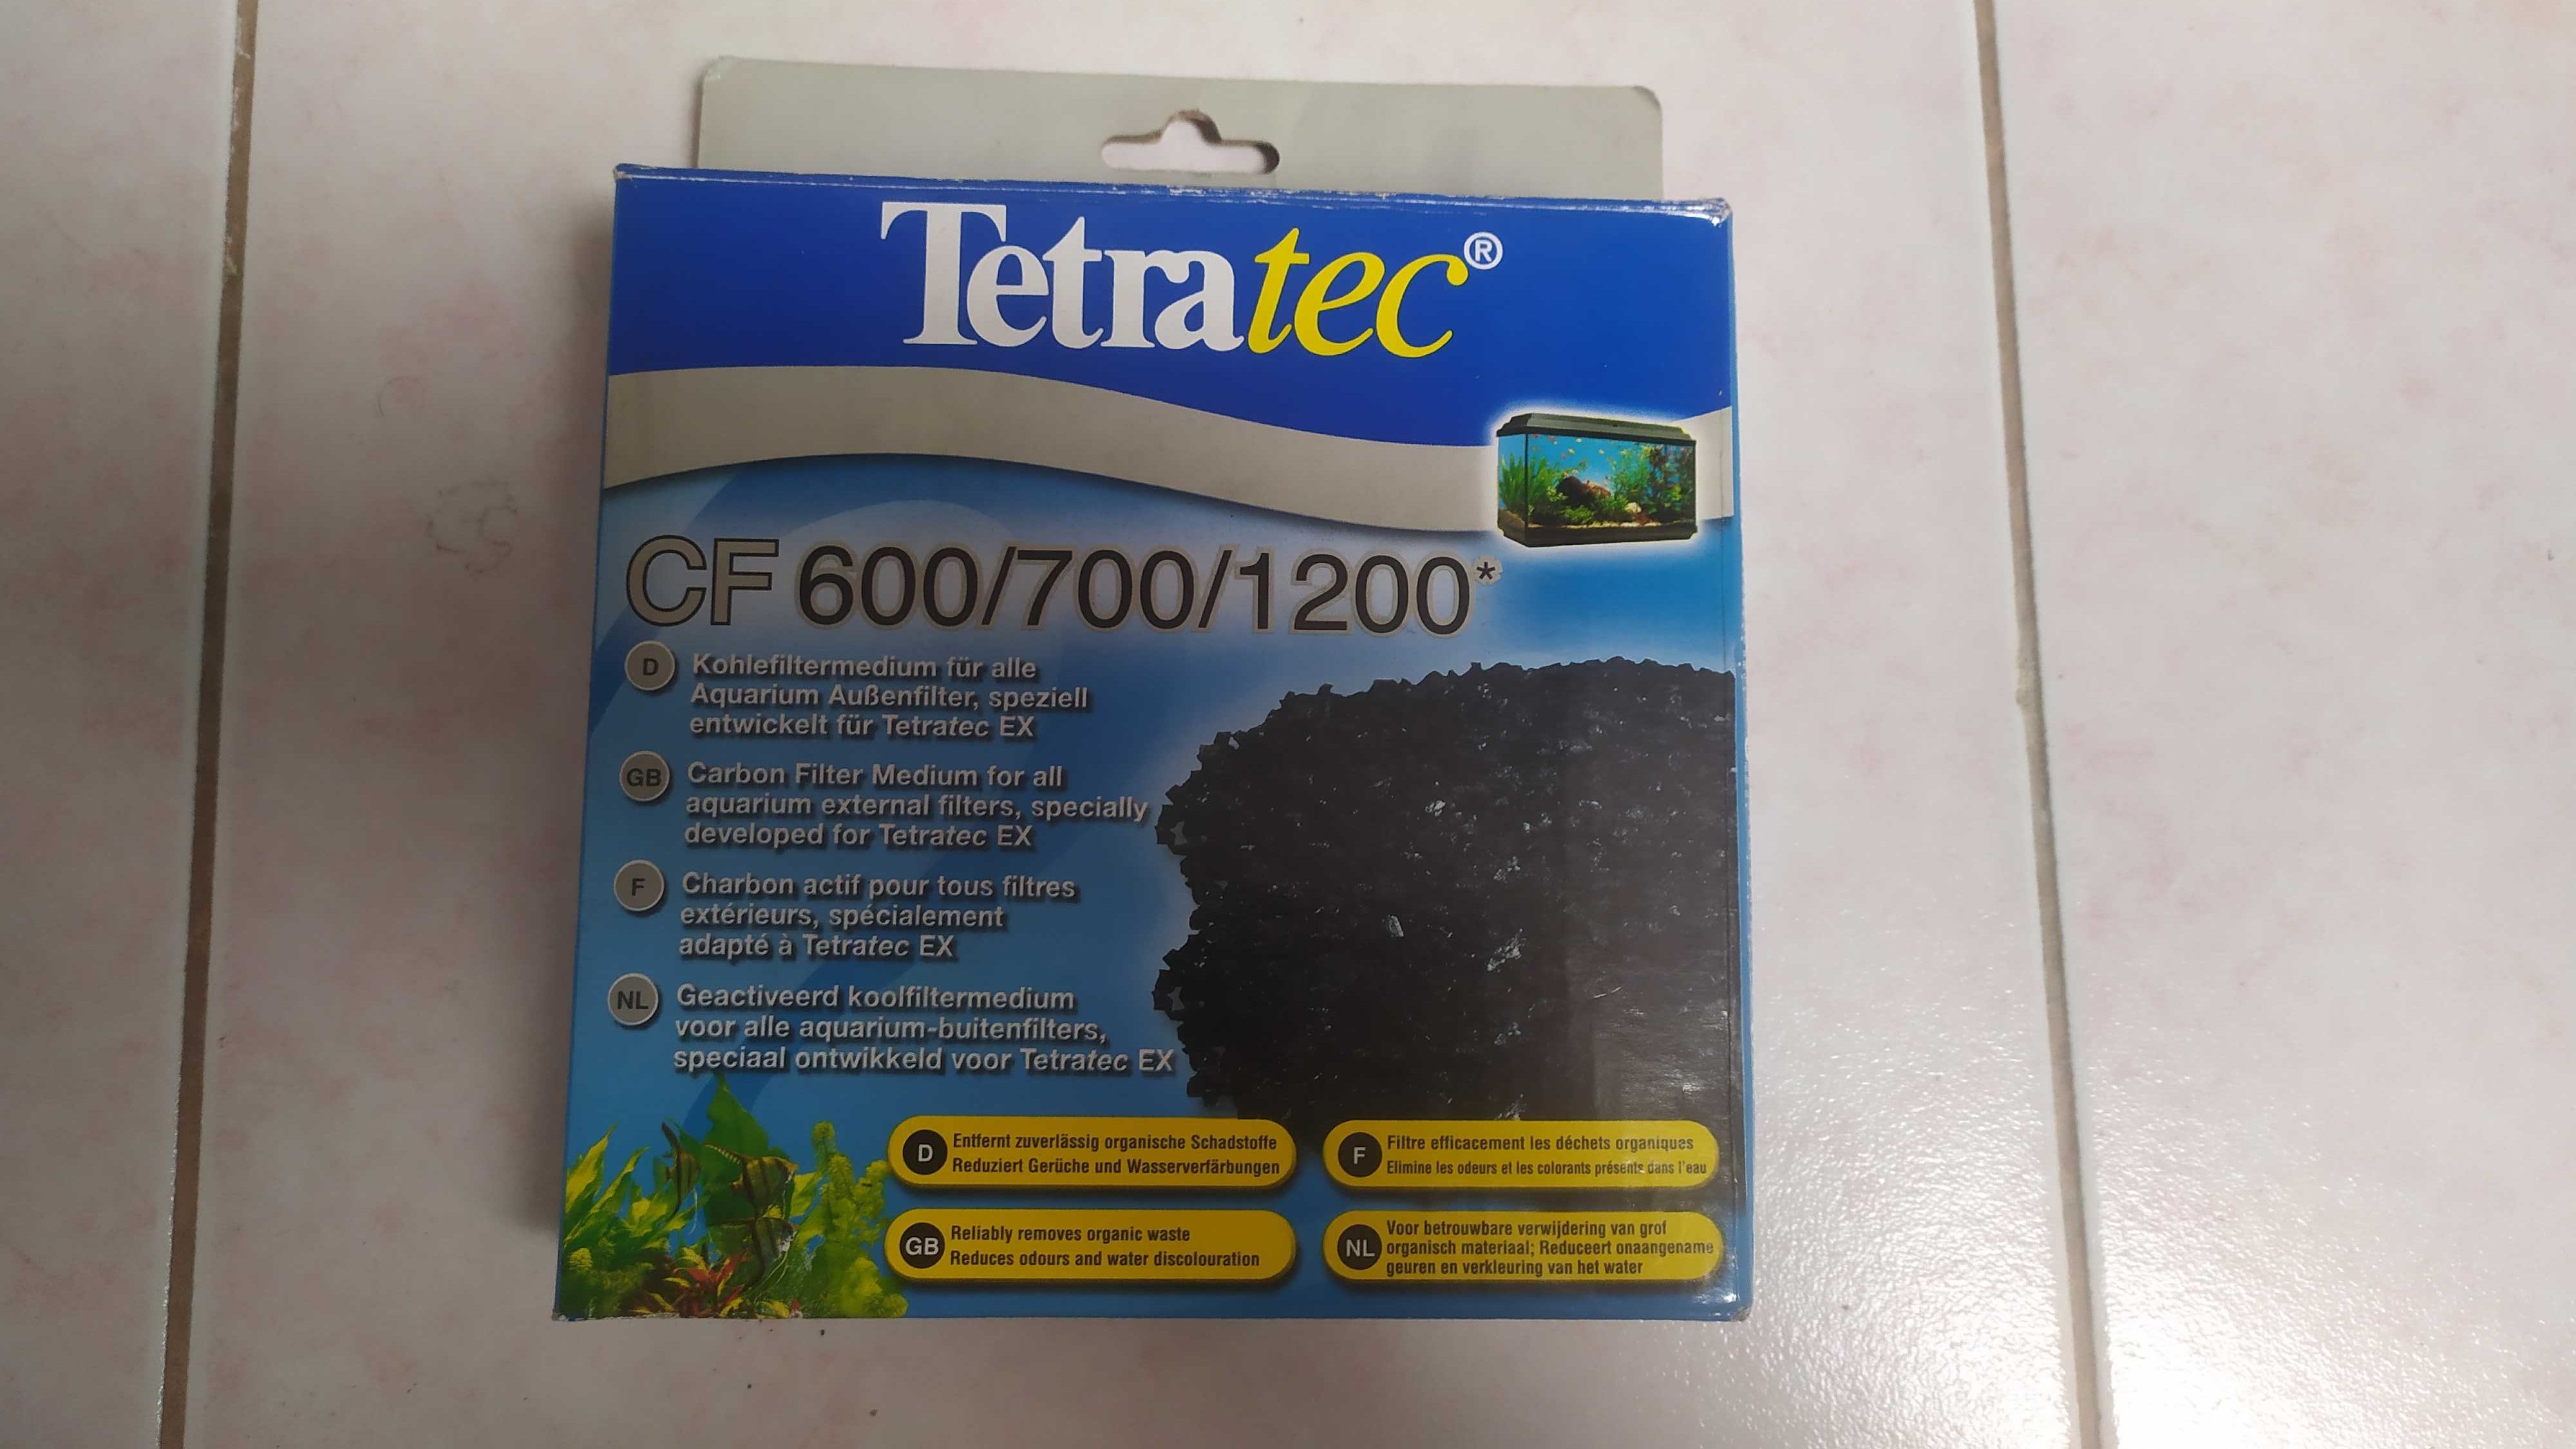 Tetratec®
CF 600/700/1200*
D
Kohlefiltermedium für alle
Aquarium Außenfilter, speziell
entwickelt für Tetratec EX
GB
Carbon Filter Medium for all
aquarium external filters, specially
developed for Tetratec EX
F
Charbon actif pour tous filtres
extérieurs, spécialement
adapté à Tetratec EX
NL
Geactiveerd koolfiltermedium
voor alle aquarium-buitenfilters,
speciaal ontwikkeld voor Tetratec EX
D
Entfernt zuverlässig organische Schadstoffe
Reduziert Gerüche und Wasserverfärbungen
F
Filtre efficacement les déchets organiques
Elimine les odeurs et les colorants présents dans l'eau
GB
Reliably removes organic waste
Reduces odours and water discolouration
NL
Voor betrouwbare verwijdering van grof
organisch materiaal; Reduceert onaangename
geuren en verkleuring van het water